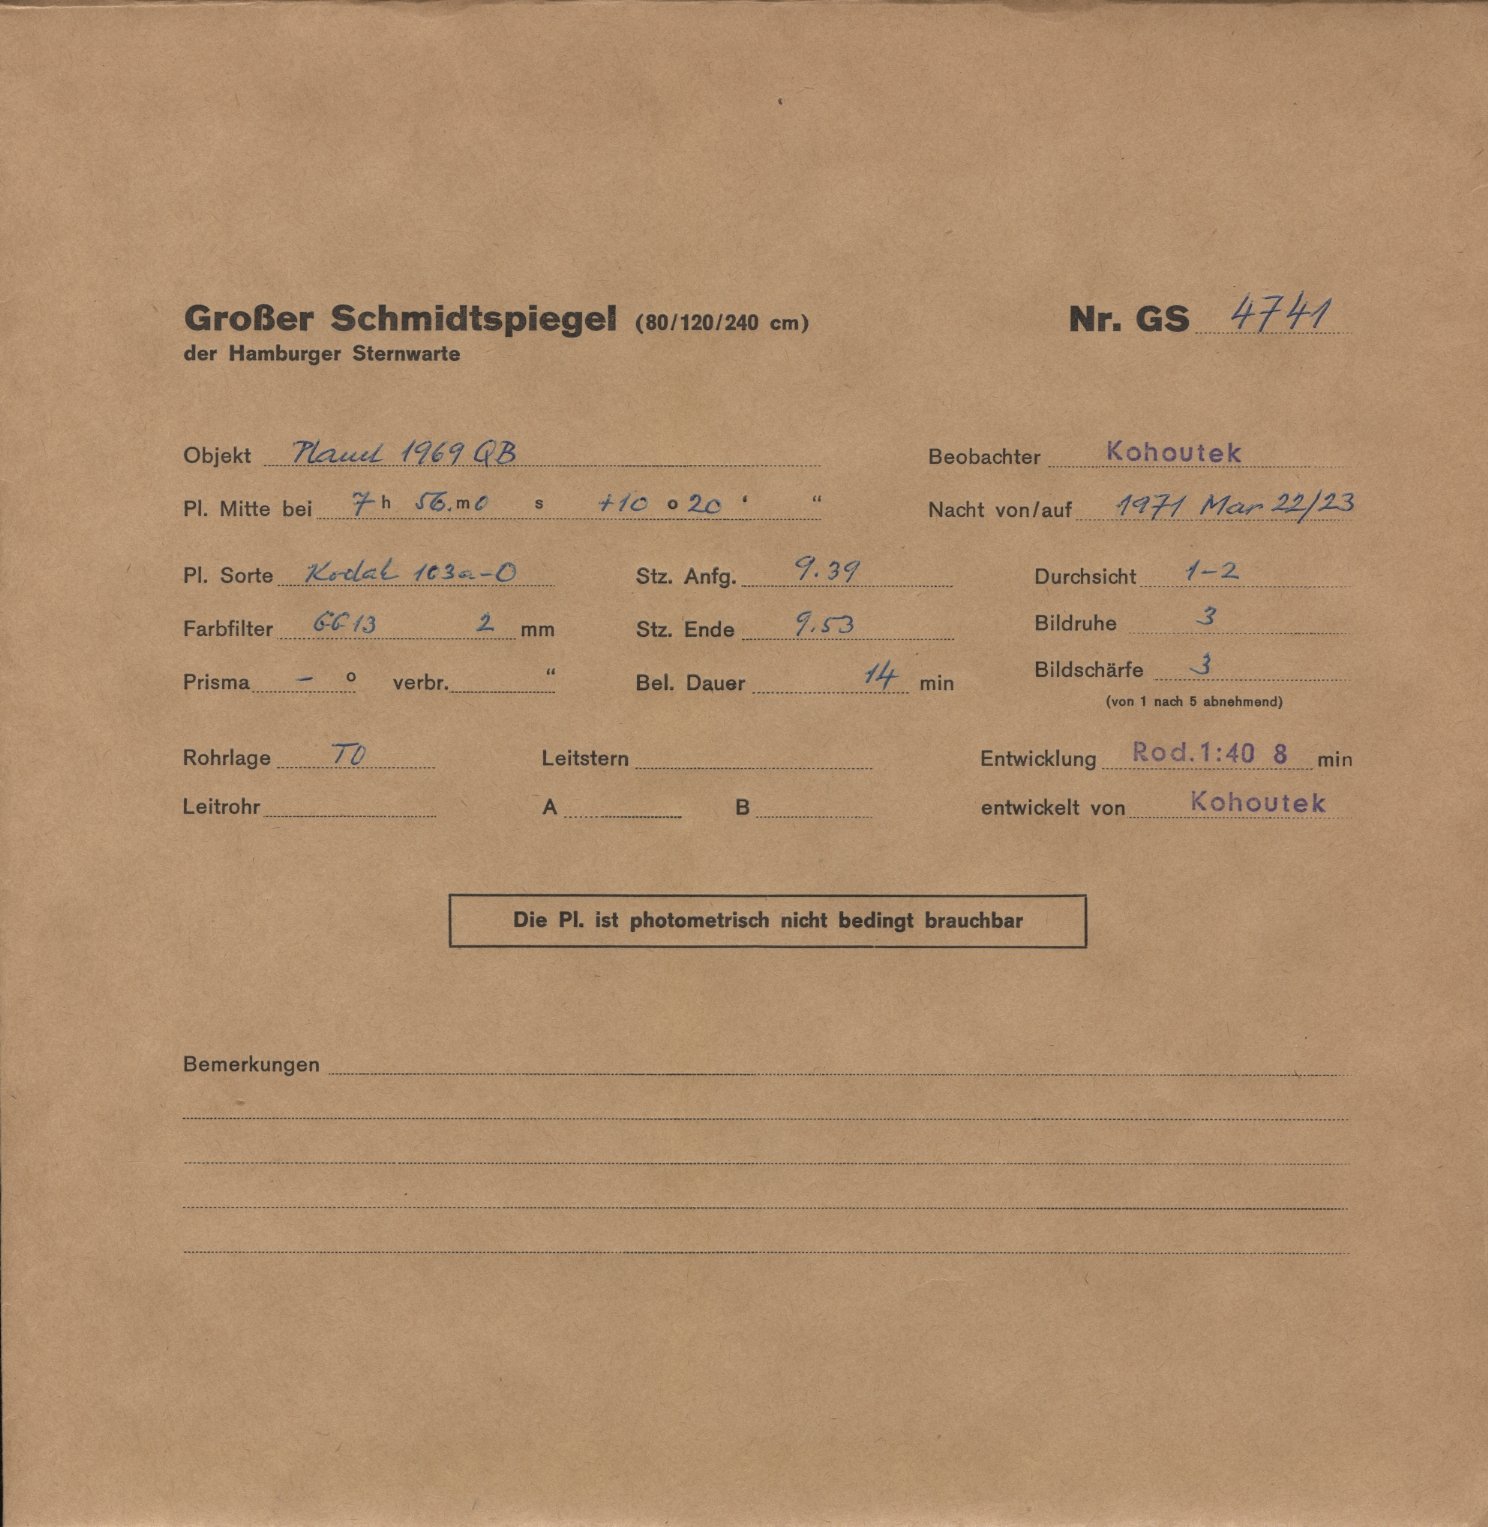 Großer Schmidtspiegel (80/120/240 cm) Nr. GS 4741
der Hamburger Sternwarte
Objekt Planet 1969 QB Beobachter Kohoutek
Pl. Mitte bei 7 h 56. m 0 s +10 o 20 ‘ “ Nacht von/auf 1971 Mar 22/23
Pl. Sorte Kodak 103a-O Stz. Anfg. 9.39 Durchsicht 1-2
Farbfilter GG13 2 mm Stz. Ende 9.53 Bildruhe 3
Prisma – o verbr. “ Bel. Dauer 14 min Bildschärfe 3
(von 1 nach 5 abnehmend)
Rohrlage TO Leitstern Entwicklung Rod.1:40 8 min
Leitrohr A B entwickelt von Kohoutek
Die Pl. ist photometrisch nicht bedingt brauchbar
Bemerkungen